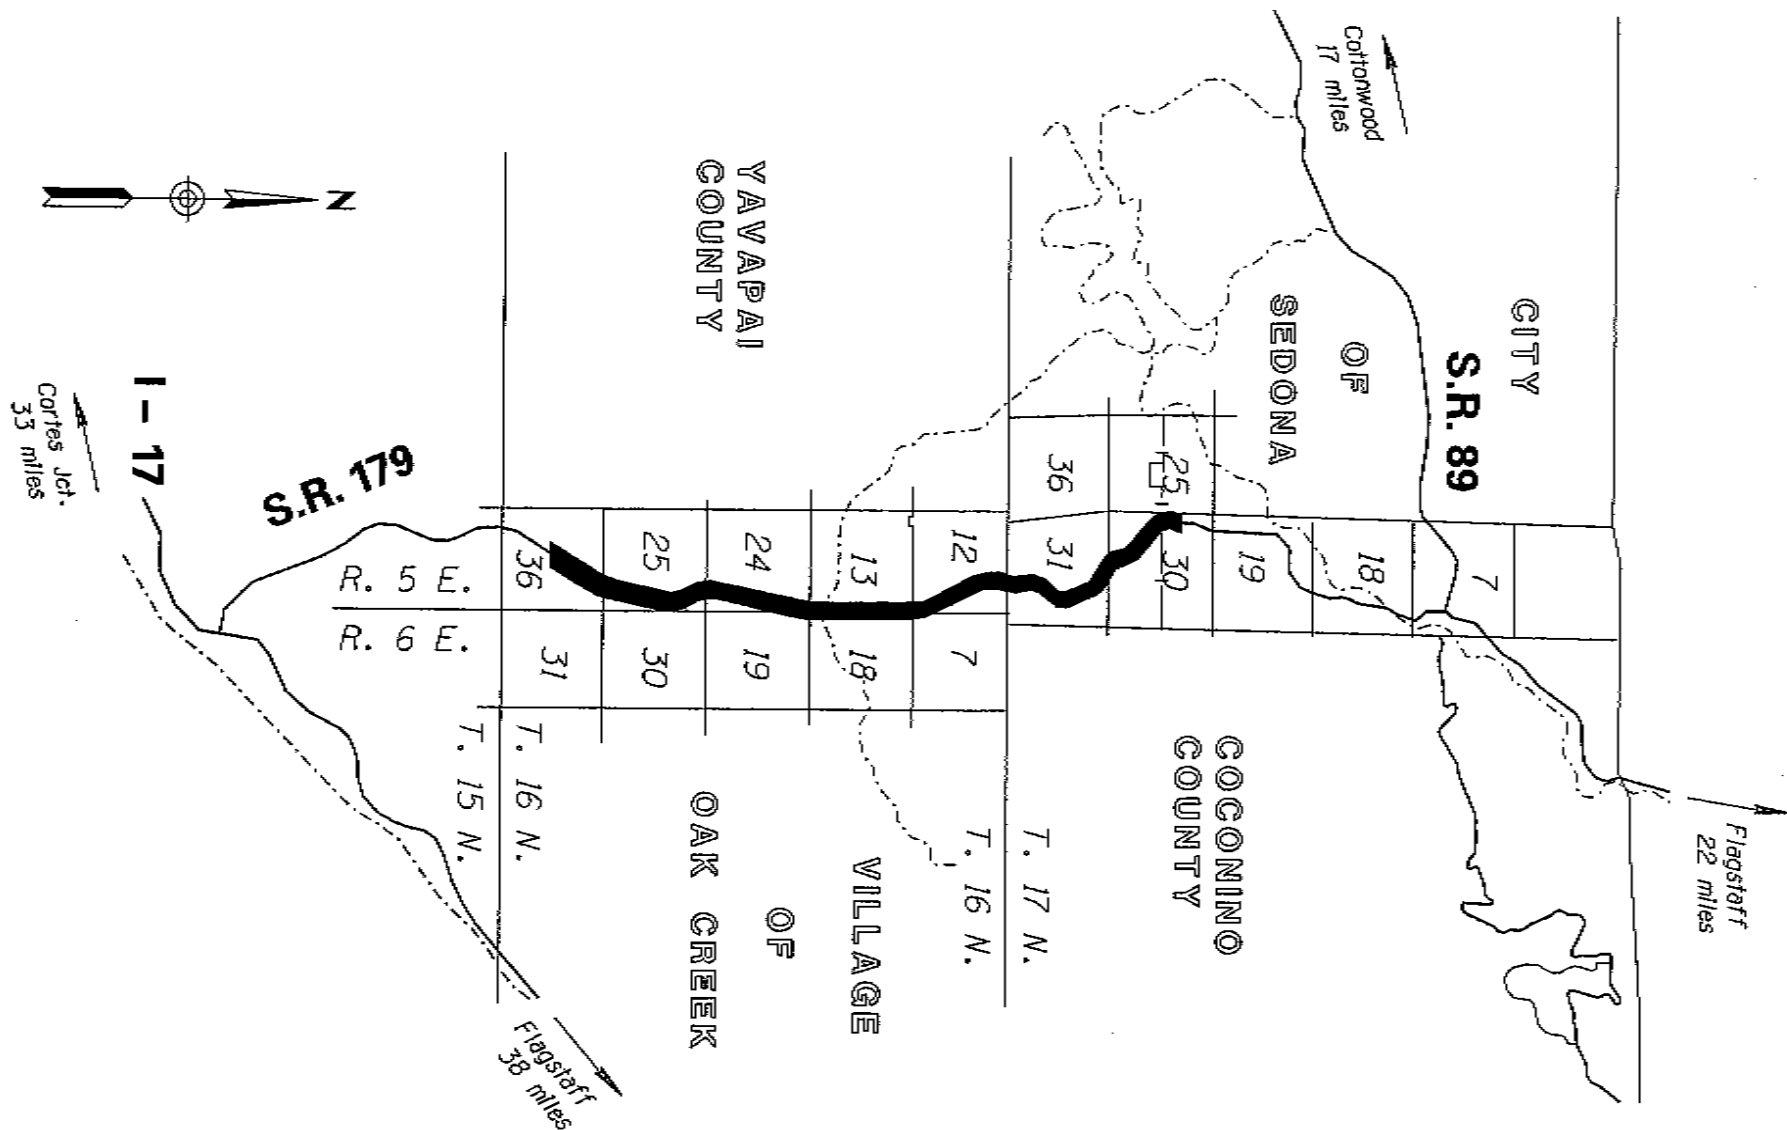 Cottonwood
17 miles
N
YAVAPAI
COUNTY
CITY
OF
SEDONA
S.R. 89
I-17
Cortes Jct.
33 miles
S.R. 179
R. 5 E.
R. 6 E.
36
25
24
13
12
36
31
25
30
19
18
7
31
30
19
18
7
T. 16 N.
T. 15 N.
T. 17 N.
T. 16 N.
VILLAGE
OF
OAK CREEK
COCONINO
COUNTY
Flagstaff
22 miles
Flagstaff
38 miles